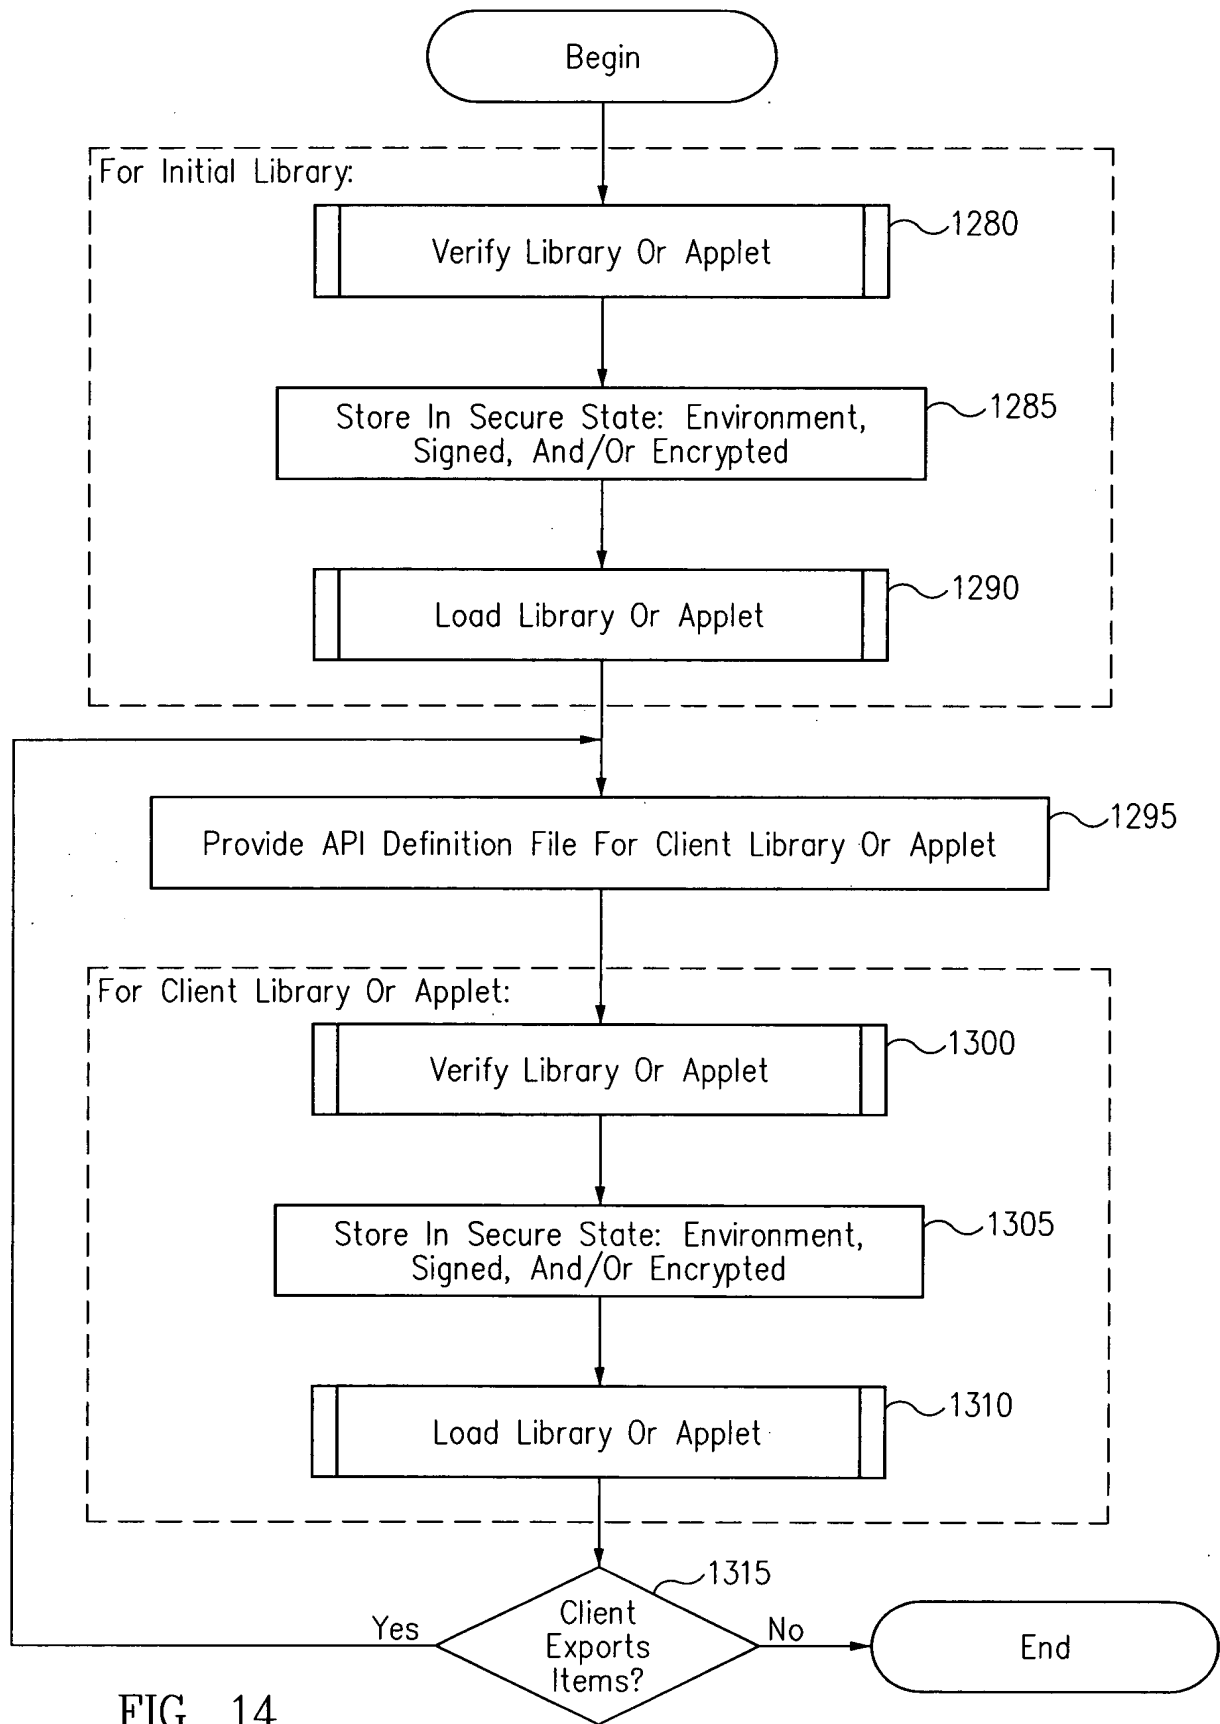 Begin
For Initial Library:
Verify Library Or Applet
1280
Store In Secure State: Environment,
Signed, And/Or Encrypted
1285
Load Library Or Applet
1290
Provide API Definition File For Client Library Or Applet
1295
For Client Library Or Applet:
Verify Library Or Applet
1300
Store In Secure State: Environment,
Signed, And/Or Encrypted
1305
Load Library Or Applet
1310
1315
Client
Exports
Items?
Yes
No
End
FIG. 14